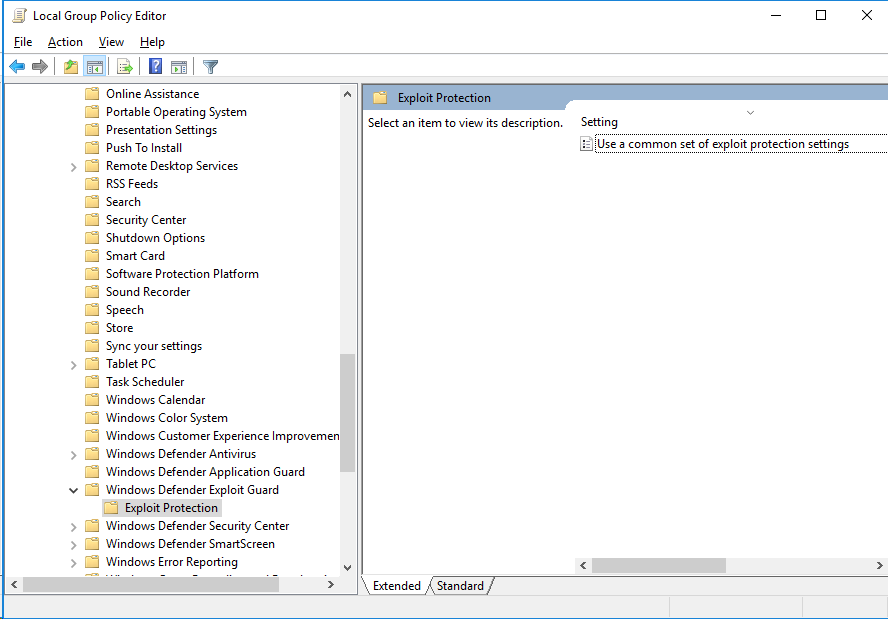 Local Group Policy Editor
File Action View Help
Online Assistance
Portable Operating System
Presentation Settings
Push To Install
Remote Desktop Services
RSS Feeds
Search
Security Center
Shutdown Options
Smart Card
Software Protection Platform
Sound Recorder
Speech
Store
Sync your settings
Tablet PC
Task Scheduler
Windows Calendar
Windows Color System
Windows Customer Experience Improvemen
Windows Defender Antivirus
Windows Defender Application Guard
Windows Defender Exploit Guard
Exploit Protection
Windows Defender Security Center
Windows Defender SmartScreen
Windows Error Reporting
Exploit Protection
Select an item to view its description.
Setting
Use a common set of exploit protection settings
Extended Standard